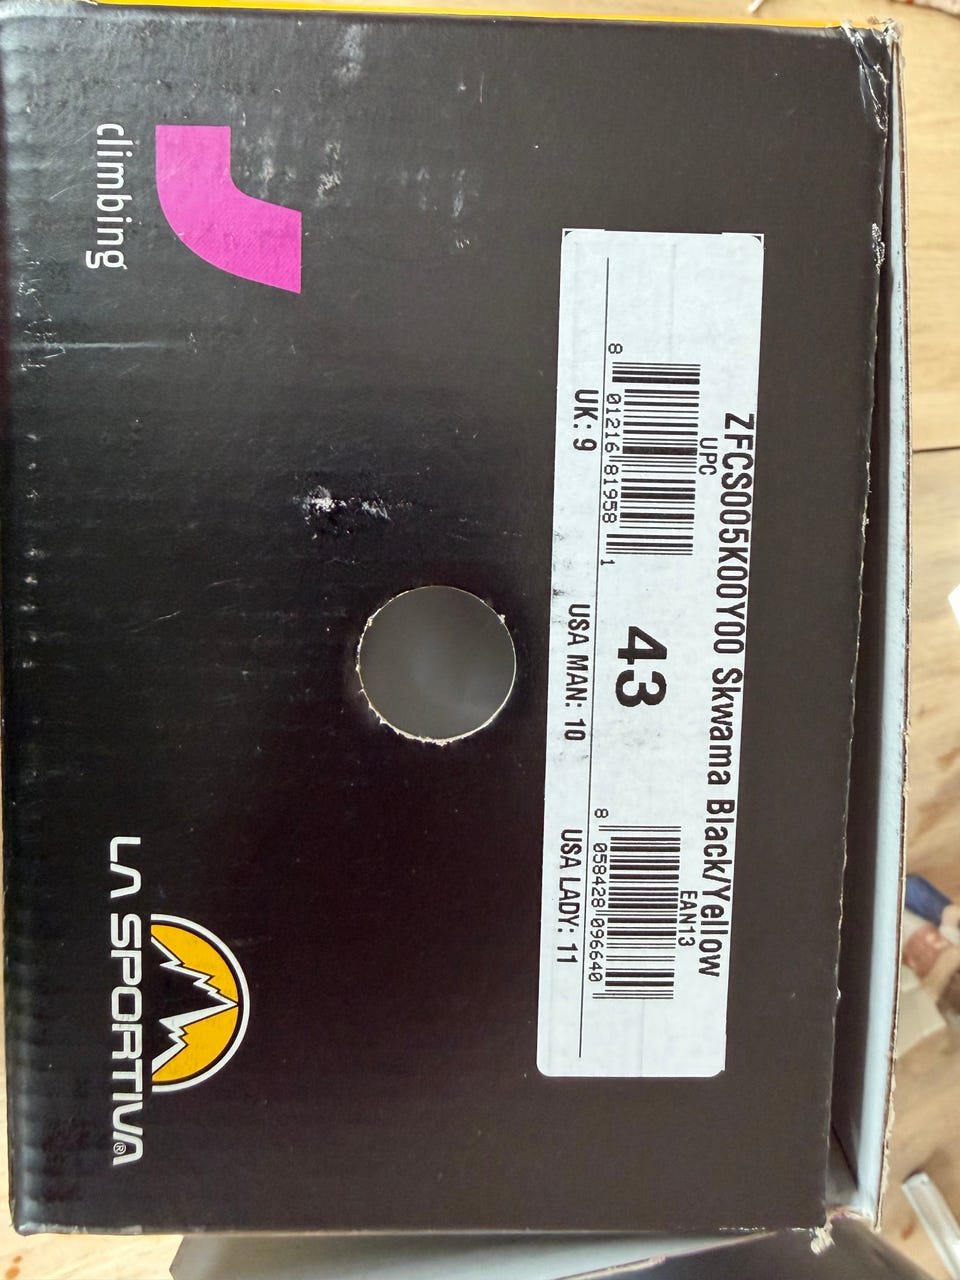 ZFCS005K00Y00 Skwama Black/Yellow
UPC
EAN13
8 01216 81958 1
43
8 058428 096640
UK: 9
USA MAN: 10
USA LADY: 11
climbing
LA SPORTIVA®